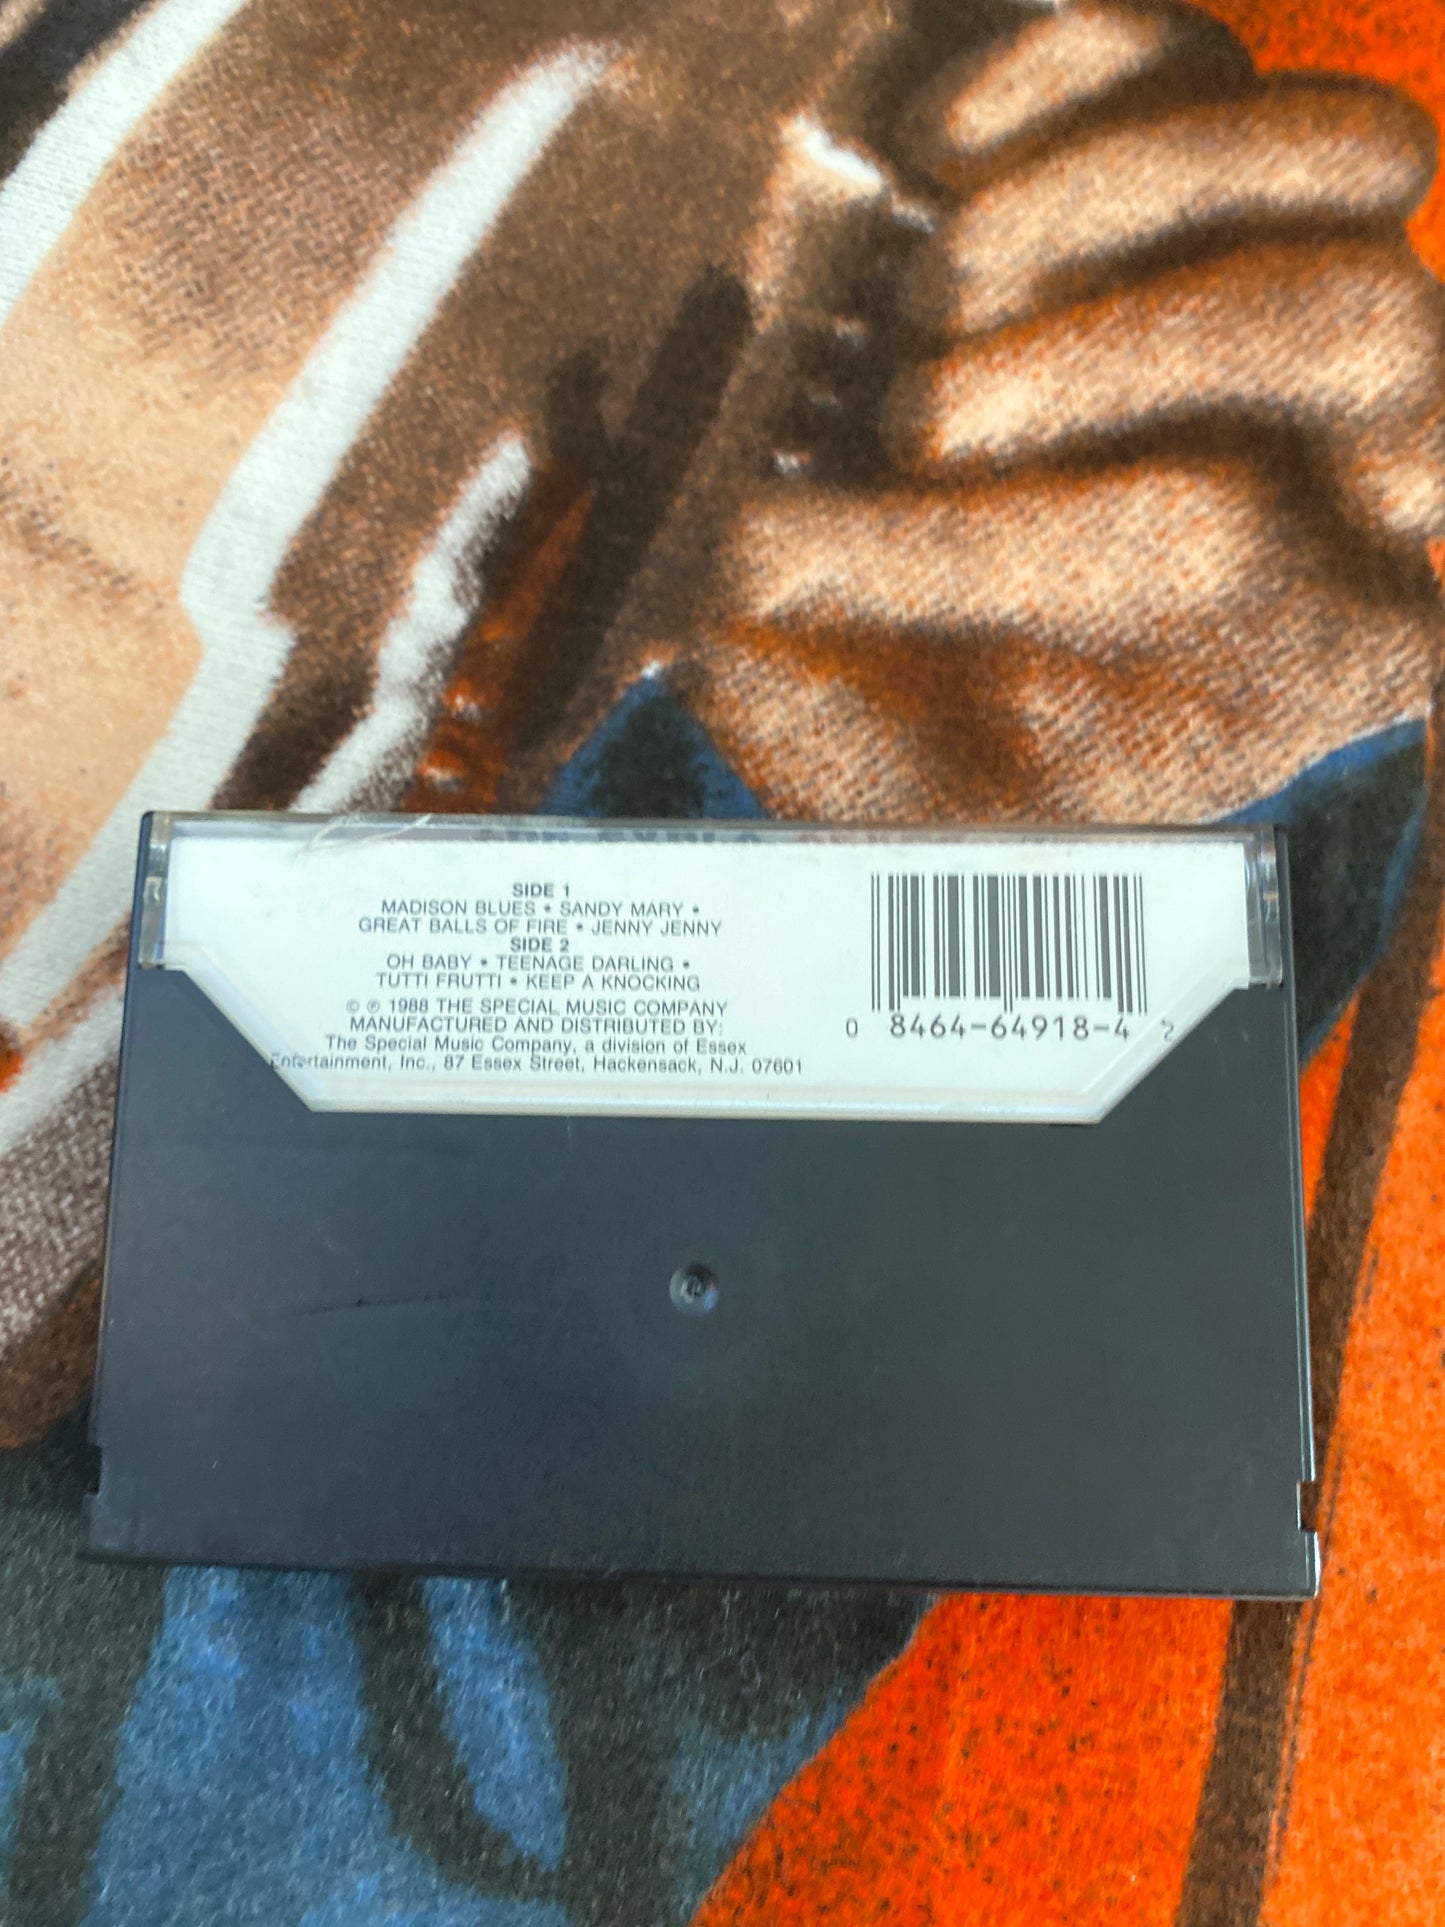 SIDE 1
MADISON BLUES • SANDY MARY •
GREAT BALLS OF FIRE • JENNY JENNY
SIDE 2
OH BABY • TEENAGE DARLING •
TUTTI FRUTTI • KEEP A KNOCKING
© ℗ 1988 THE SPECIAL MUSIC COMPANY
MANUFACTURED AND DISTRIBUTED BY:
The Special Music Company, a division of Essex
Entertainment, Inc., 87 Essex Street, Hackensack, N.J. 07601
0 8464-64918-4 2